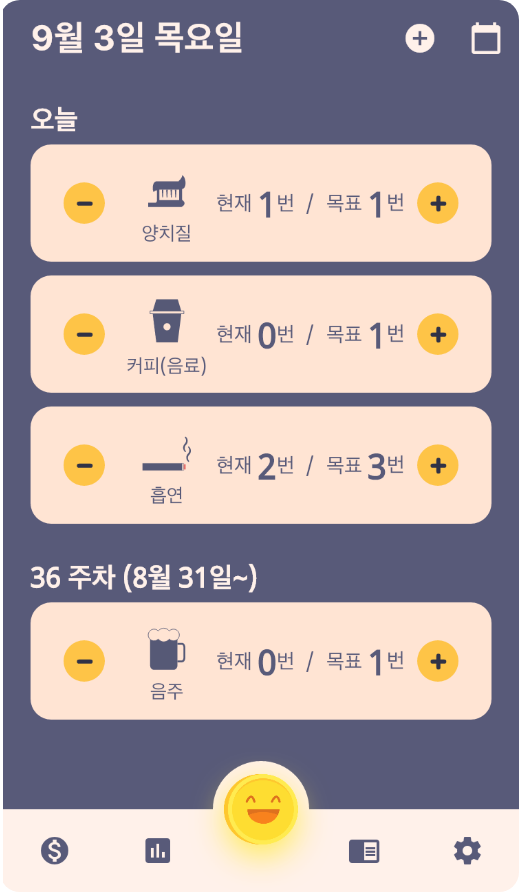 9월 3일 목요일
오늘
양치질
현재 1번 / 목표 1번
커피(음료)
현재 0번 / 목표 1번
흡연
현재 2번 / 목표 3번
36 주차 (8월 31일~)
음주
현재 0번 / 목표 1번